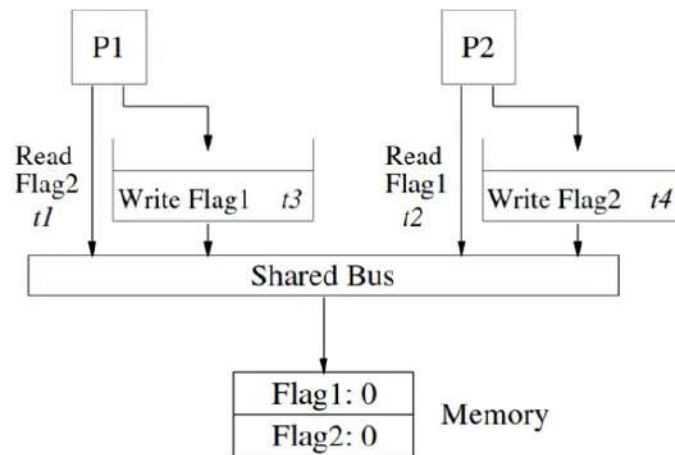 P1
P2
Read
Flag2
t1
Write Flag1 t3
Read
Flag1
t2
Write Flag2 t4
Shared Bus
Flag1: 0
Flag2: 0
Memory